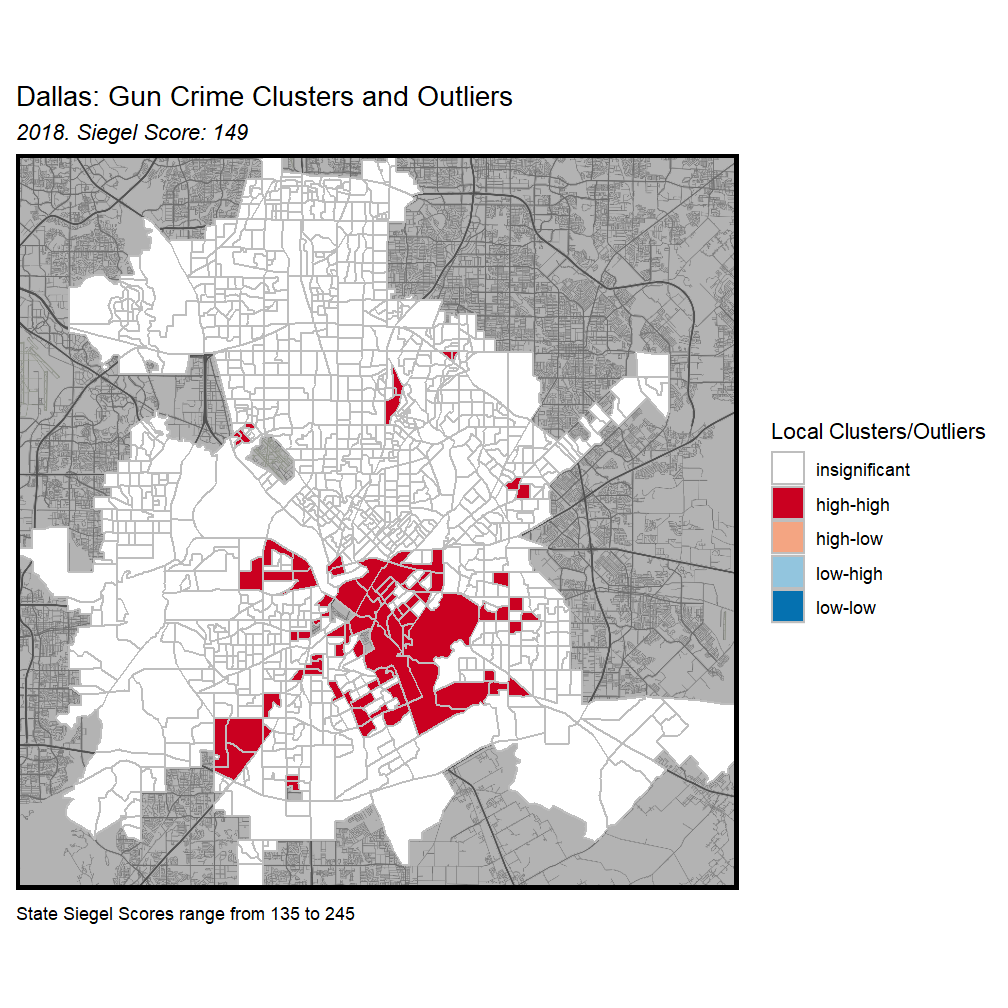 Dallas: Gun Crime Clusters and Outliers
2018. Siegel Score: 149
Local Clusters/Outliers
insignificant
high-high
high-low
low-high
low-low
State Siegel Scores range from 135 to 245